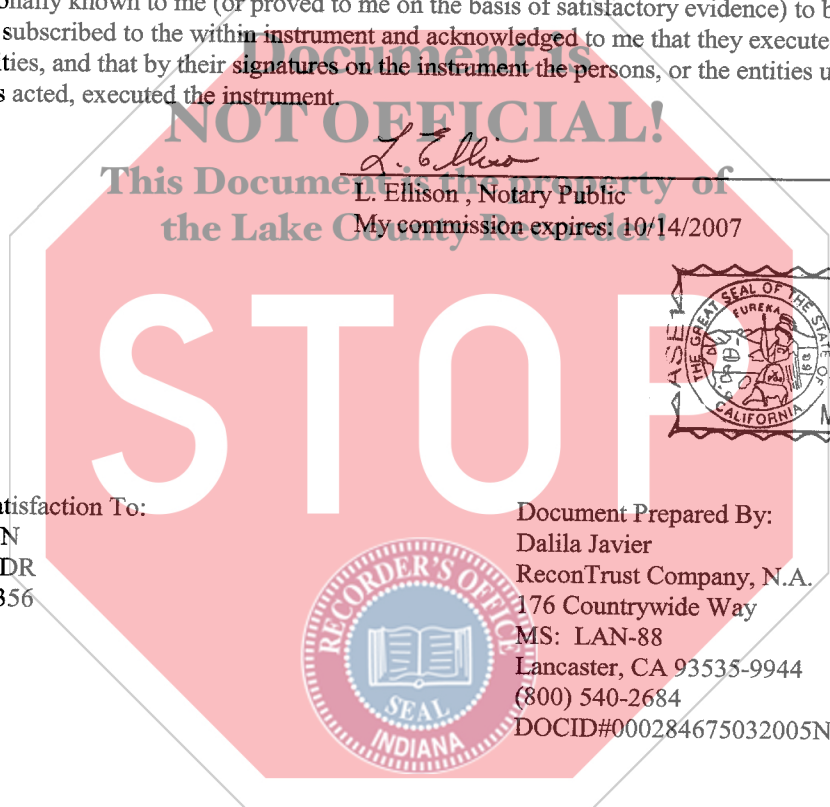 onally known to me (or proved to me on the basis of satisfactory evidence) to b
subscribed to the within instrument and acknowledged to me that they execute
ties, and that by their signatures on the instrument the persons, or the entities u
s acted, executed the instrument.
Document is
NOT OFFICIAL!
This Document is the property of
the Lake County Recorder!
L. Ellison
L. Ellison , Notary Public
My commission expires: 10/14/2007
THE GREAT SEAL OF THE STATE OF
EUREKA
CALIFORNIA
STOP
atisfaction To:
N
DR
356
Document Prepared By:
Dalila Javier
ReconTrust Company, N.A.
176 Countrywide Way
MS: LAN-88
Lancaster, CA 93535-9944
(800) 540-2684
DOCID#000284675032005N
RECORDER'S OFFICE
SEAL
INDIANA